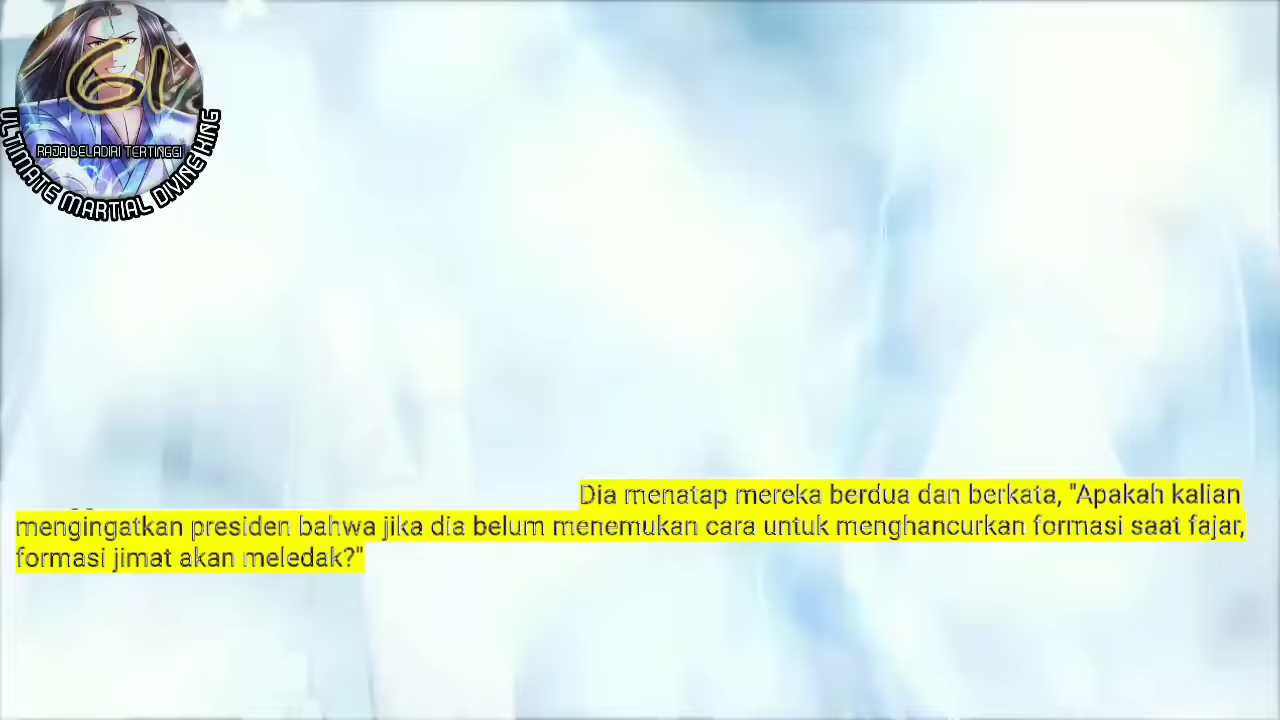 GI
RAJA BELADIRI TERTINGGI
ULTIMATE MARTIAL DIVINE KING
Dia menatap mereka berdua dan berkata, "Apakah kalian
mengingatkan presiden bahwa jika dia belum menemukan cara untuk menghancurkan formasi saat fajar,
formasi jimat akan meledak?"